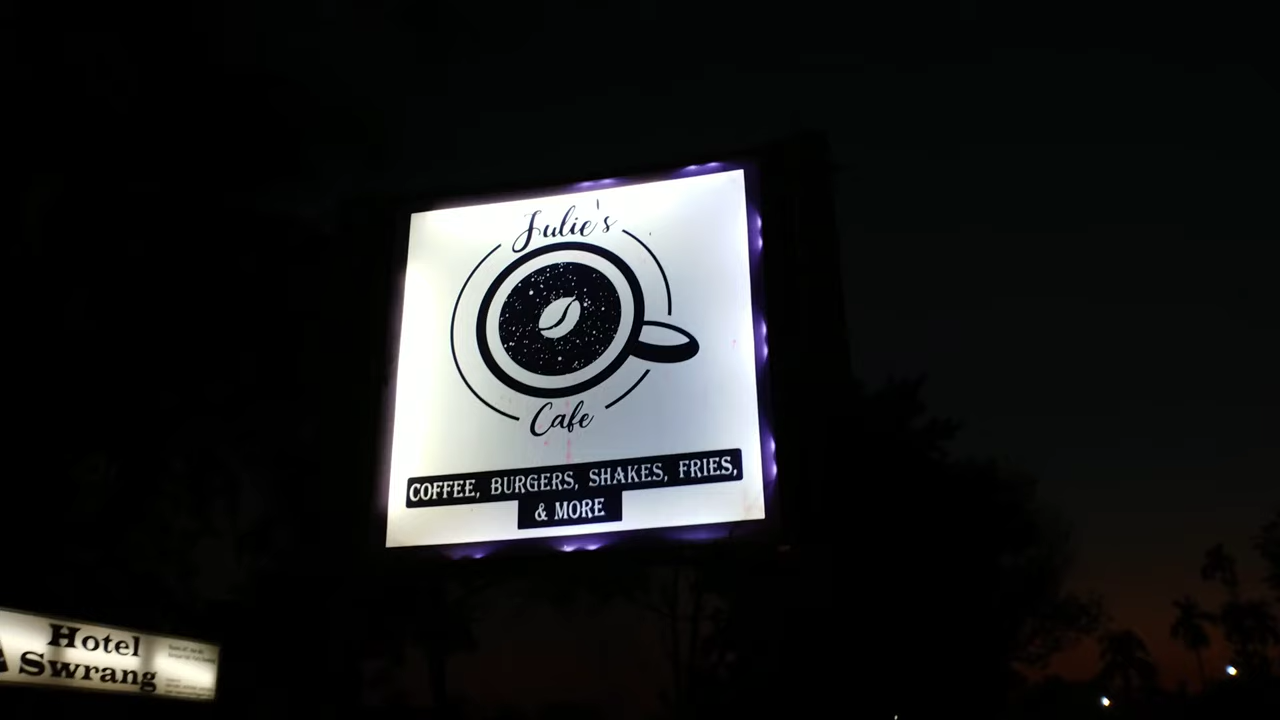 Julie's
Cafe
COFFEE, BURGERS, SHAKES, FRIES,
& MORE
Hotel
Swrang